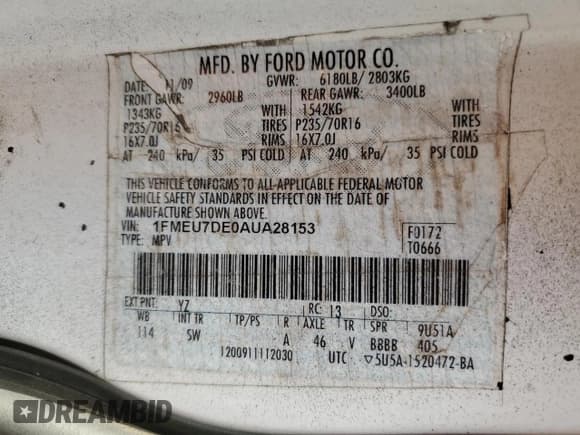 MFD. BY FORD MOTOR CO.
DATE: 11/09 GVWR: 6180LB/ 2803KG
FRONT GAWR: 2960LB REAR GAWR: 3400LB
1343KG WITH 1542KG WITH
P235/70R16 TIRES P235/70R16 TIRES
16X7.0J RIMS 16X7.0J RIMS
AT 240 kPa/ 35 PSI COLD AT 240 kPa/ 35 PSI COLD
THIS VEHICLE CONFORMS TO ALL APPLICABLE FEDERAL MOTOR
VEHICLE SAFETY STANDARDS IN EFFECT ON THE DATE OF
MANUFACTURE SHOWN ABOVE.
VIN: 1FMEU7DE0AUA28153 F0172
TYPE: MPV T0666
EXT PNT: YZ RC: 13 DSO:
WB INT TR TP/PS R AXLE TR SPR 9U51A
114 SW A 46 V BBBB 405
1200911112030 UTC ▽5U5A-1520472-BA
DREAMBID